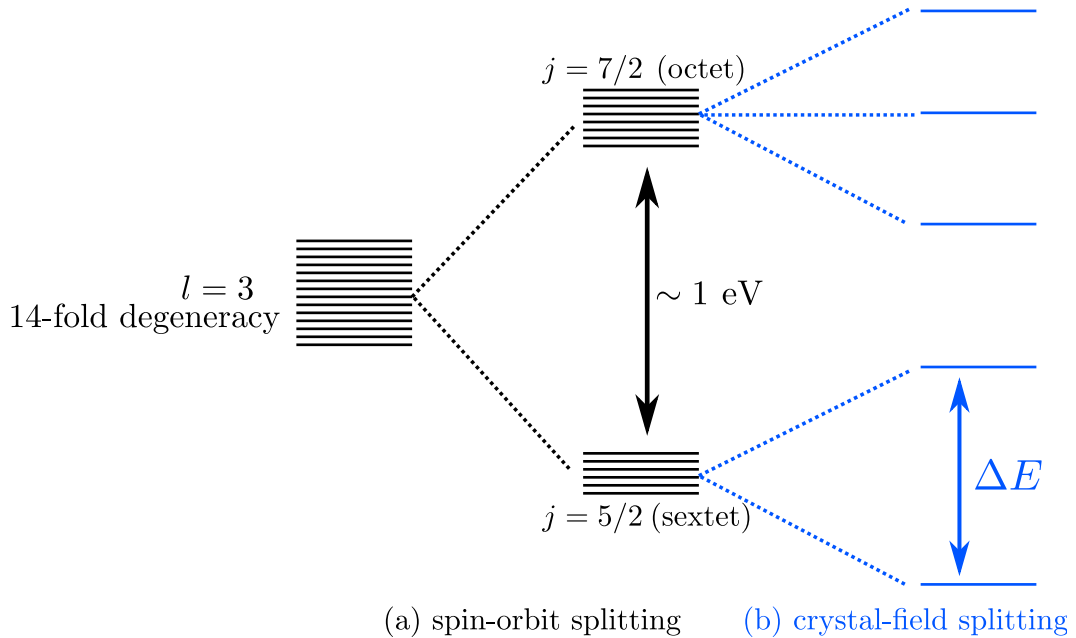 j = 7/2 (octet)
l = 3
14-fold degeneracy
∼ 1 eV
ΔE
j = 5/2 (sextet)
(a) spin-orbit splitting
(b) crystal-field splitting